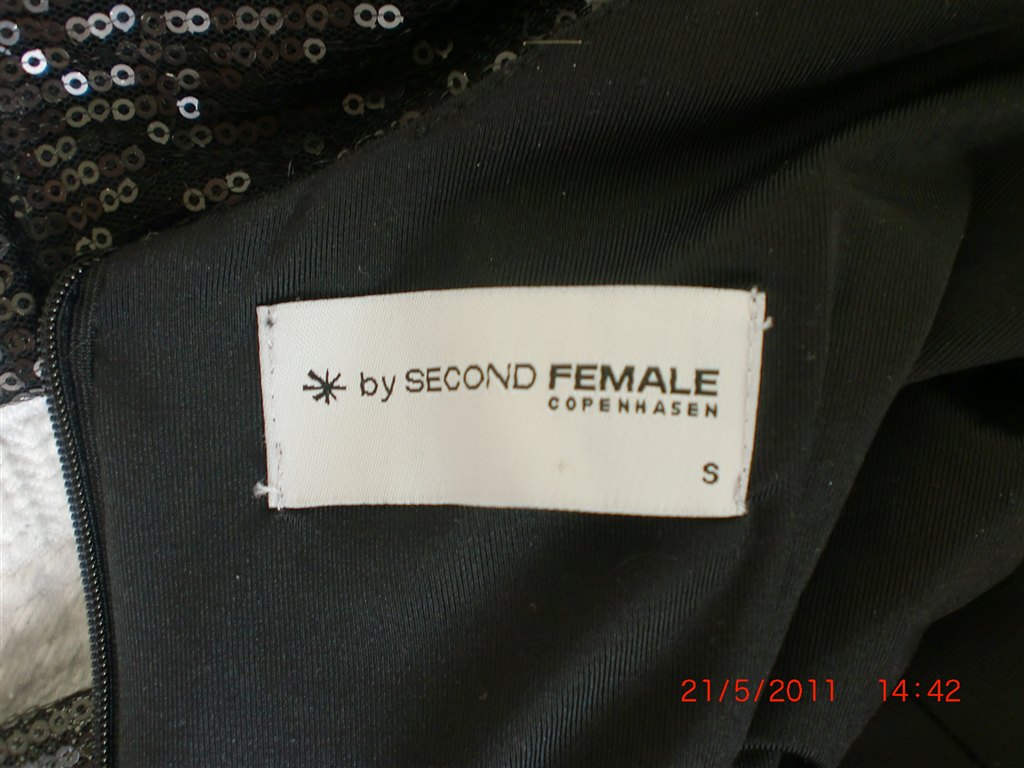 by SECOND FEMALE
COPENHAGEN
S
21/5/2011 14:42